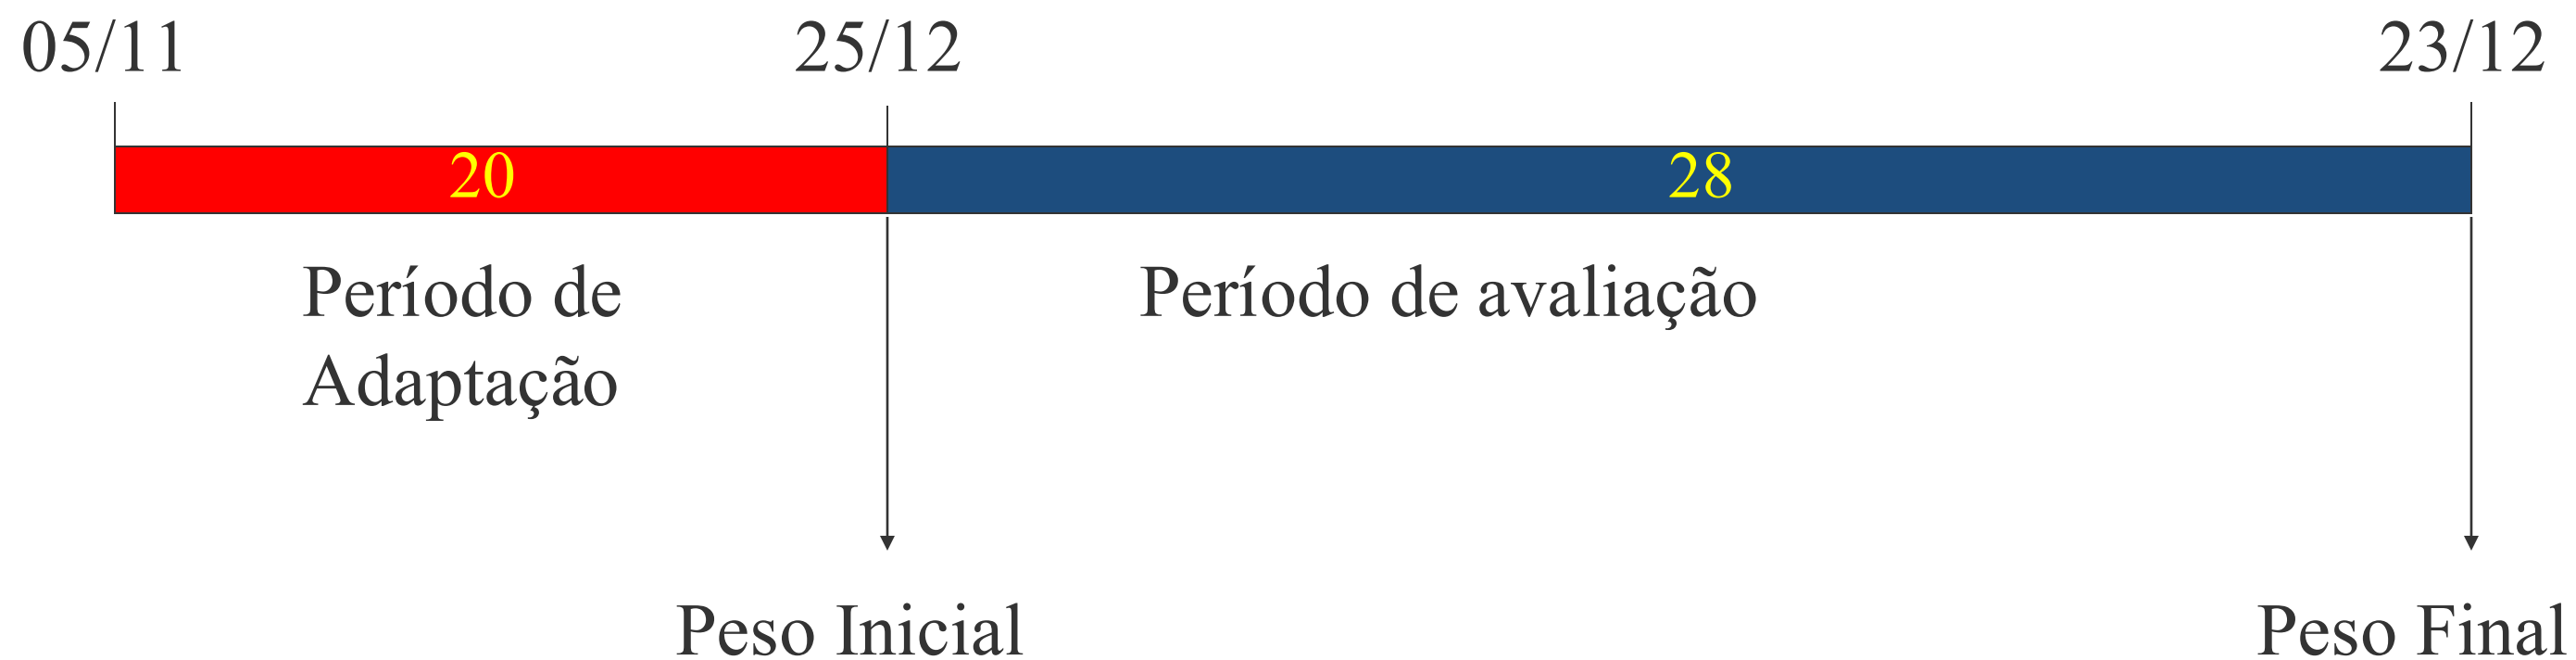 05/11
25/12
23/12
20
28
Período de
Adaptação
Período de avaliação
Peso Inicial
Peso Final